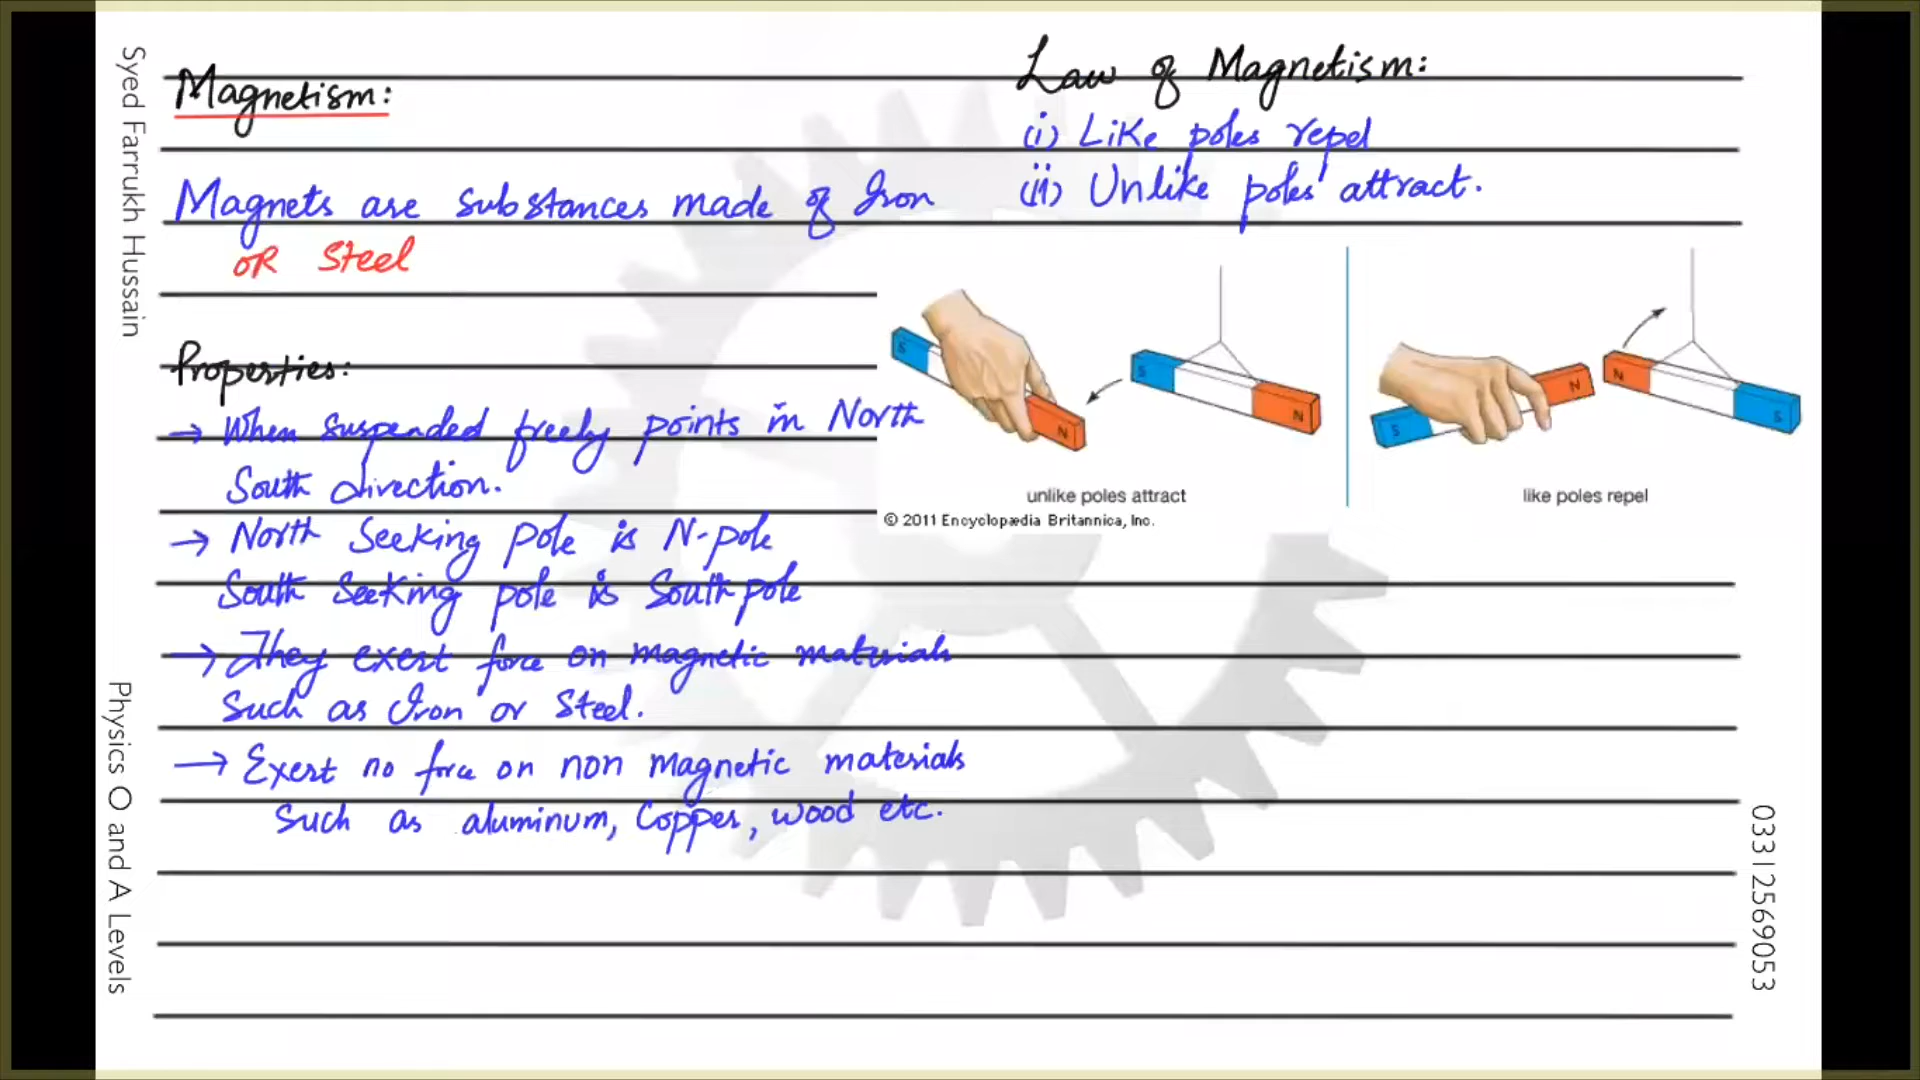 Magnetism:
Magnets are substances made of Iron
OR Steel
Properties:
→ When suspended freely points in North
South direction.
→ North Seeking pole is N-pole
South Seeking pole is South pole
→ They exert force on magnetic materials
Such as Iron or Steel.
→ Exert no force on non magnetic materials
Such as aluminum, Copper, wood etc.
Law of Magnetism:
(i) Like poles repel
(ii) Unlike poles attract.
S
N
S
N
unlike poles attract
© 2011 Encyclopædia Britannica, Inc.
S
N
N
S
like poles repel
Syed Farrukh Hussain
Physics O and A Levels
03312569053